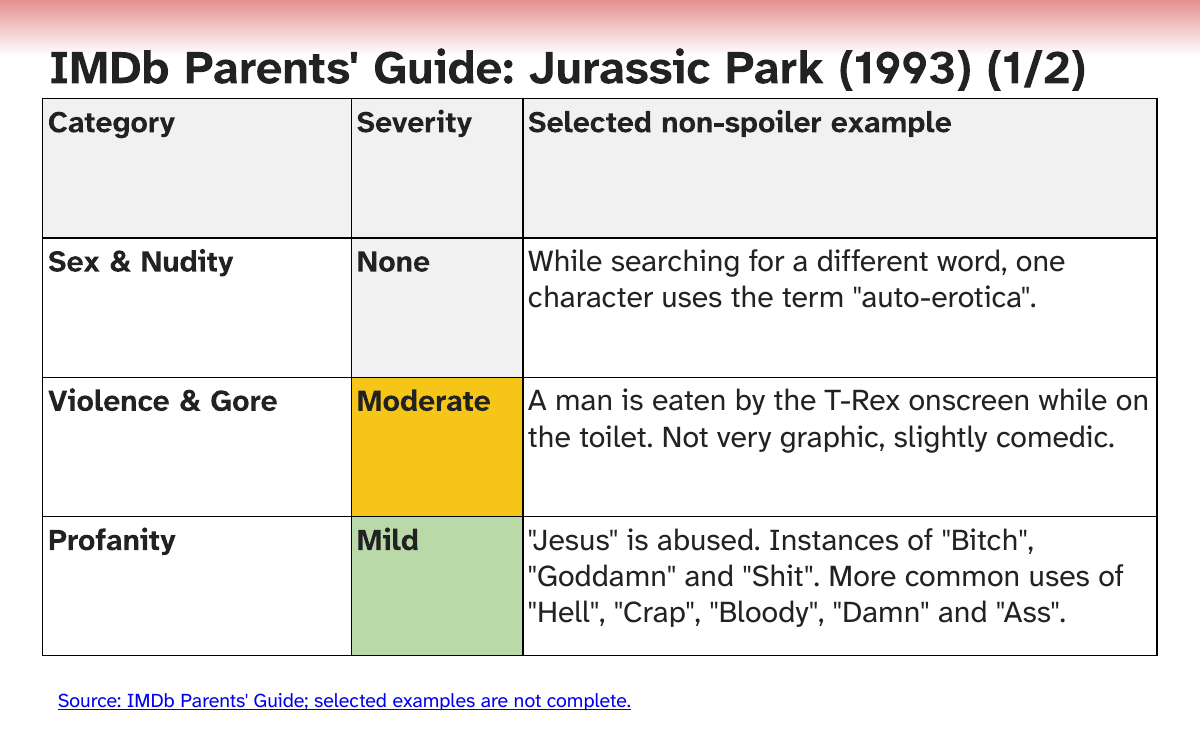 IMDb Parents' Guide: Jurassic Park (1993) (1/2)
Category Severity Selected non-spoiler example
Sex & Nudity None While searching for a different word, one
character uses the term "auto-erotica".
Violence & Gore Moderate A man is eaten by the T-Rex onscreen while on
the toilet. Not very graphic, slightly comedic.
Profanity Mild "Jesus" is abused. Instances of "Bitch",
"Goddamn" and "Shit". More common uses of
"Hell", "Crap", "Bloody", "Damn" and "Ass".
Source: IMDb Parents' Guide; selected examples are not complete.